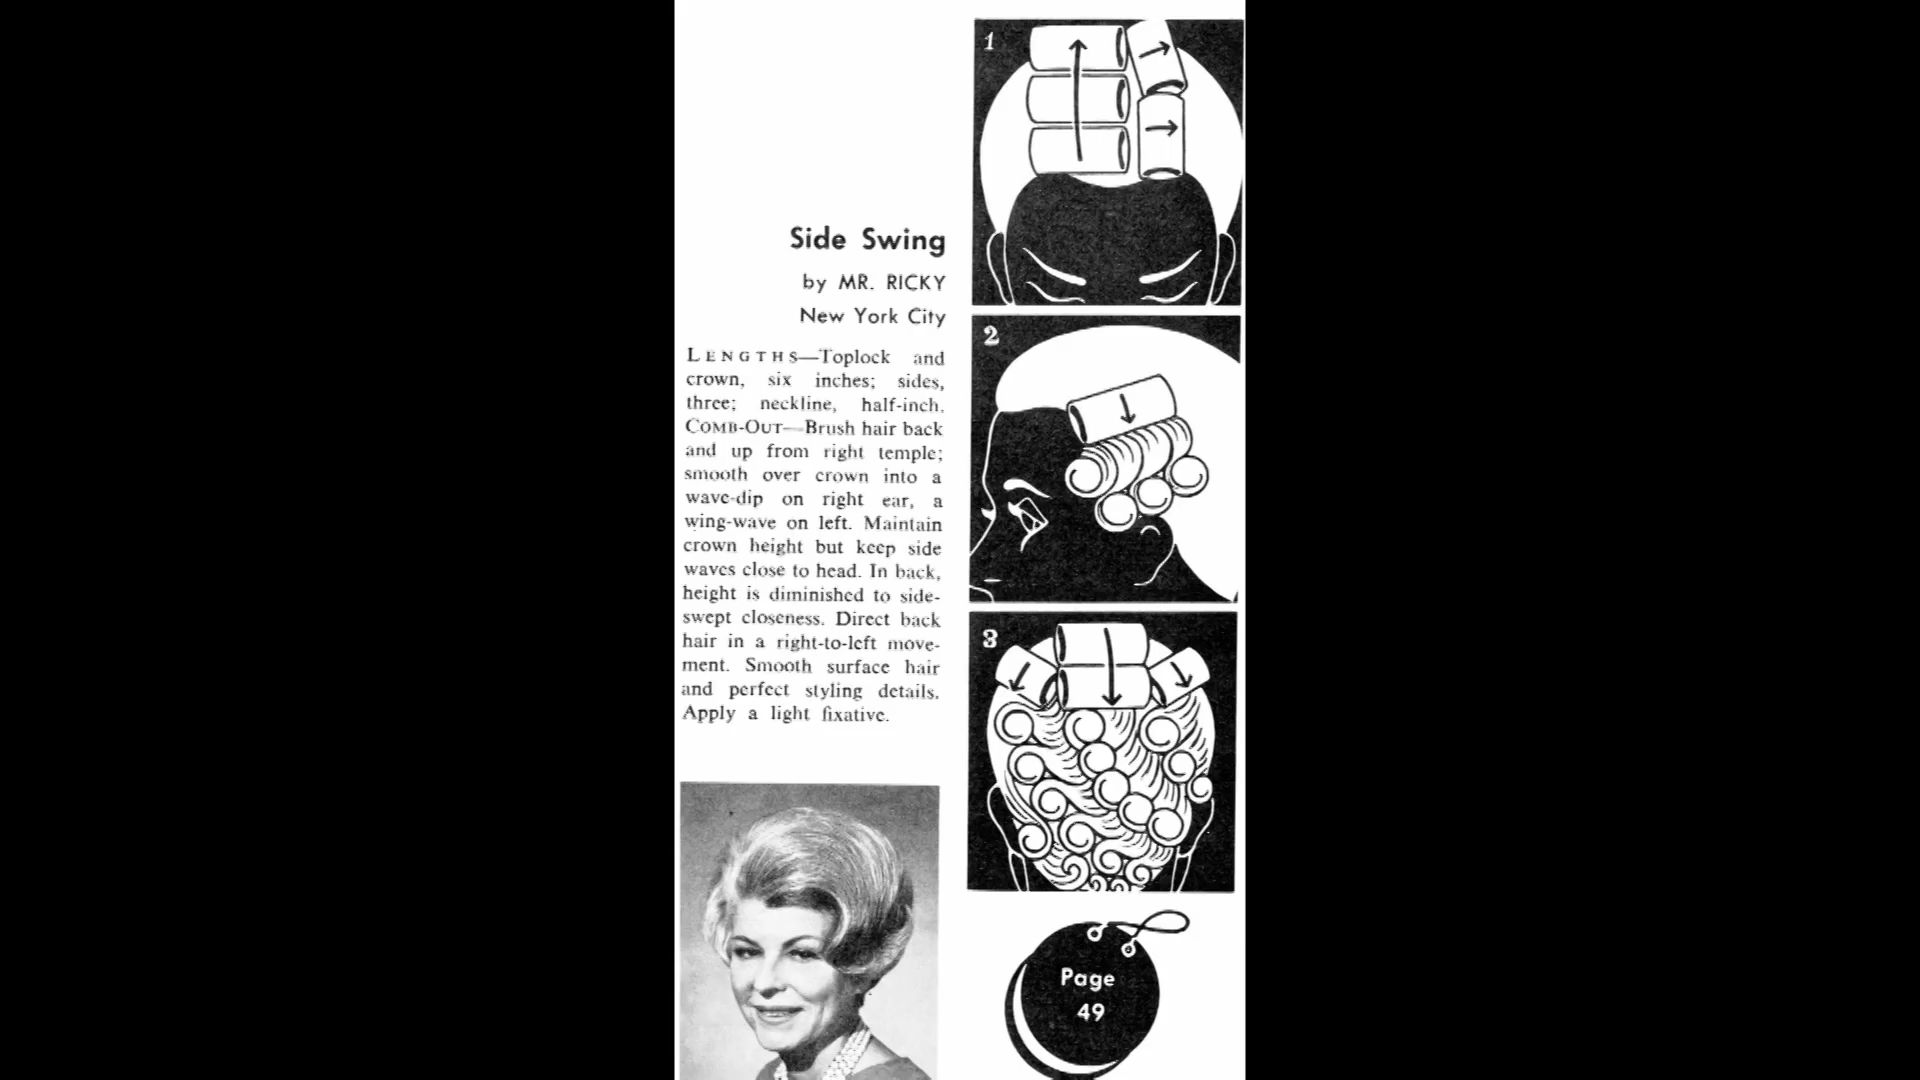 Side Swing
by MR. RICKY
New York City
LENGTHS—Toplock and
crown, six inches; sides,
three; neckline, half-inch.
COMB-OUT—Brush hair back
and up from right temple;
smooth over crown into a
wave-dip on right ear, a
wing-wave on left. Maintain
crown height but keep side
waves close to head. In back,
height is diminished to side-
swept closeness. Direct back
hair in a right-to-left move-
ment. Smooth surface hair
and perfect styling details.
Apply a light fixative.
1
2
3
Page
49